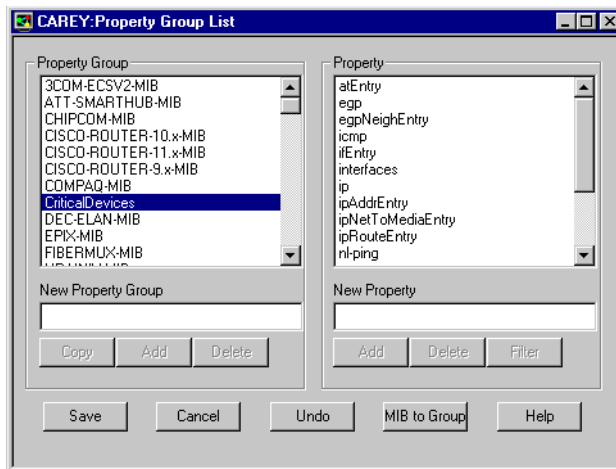 CAREY:Property Group List
Property Group
3COM-ECSV2-MIB
ATT-SMARTHUB-MIB
CHIPCOM-MIB
CISCO-ROUTER-10.x-MIB
CISCO-ROUTER-11.x-MIB
CISCO-ROUTER-9.x-MIB
COMPAQ-MIB
CriticalDevices
DEC-ELAN-MIB
EPIX-MIB
FIBERMUX-MIB
New Property Group
Copy Add Delete
Property
atEntry
egp
egpNeighEntry
icmp
ifEntry
interfaces
ip
ipAddrEntry
ipNetToMediaEntry
ipRouteEntry
nl-ping
New Property
Add Delete Filter
Save Cancel Undo MIB to Group Help